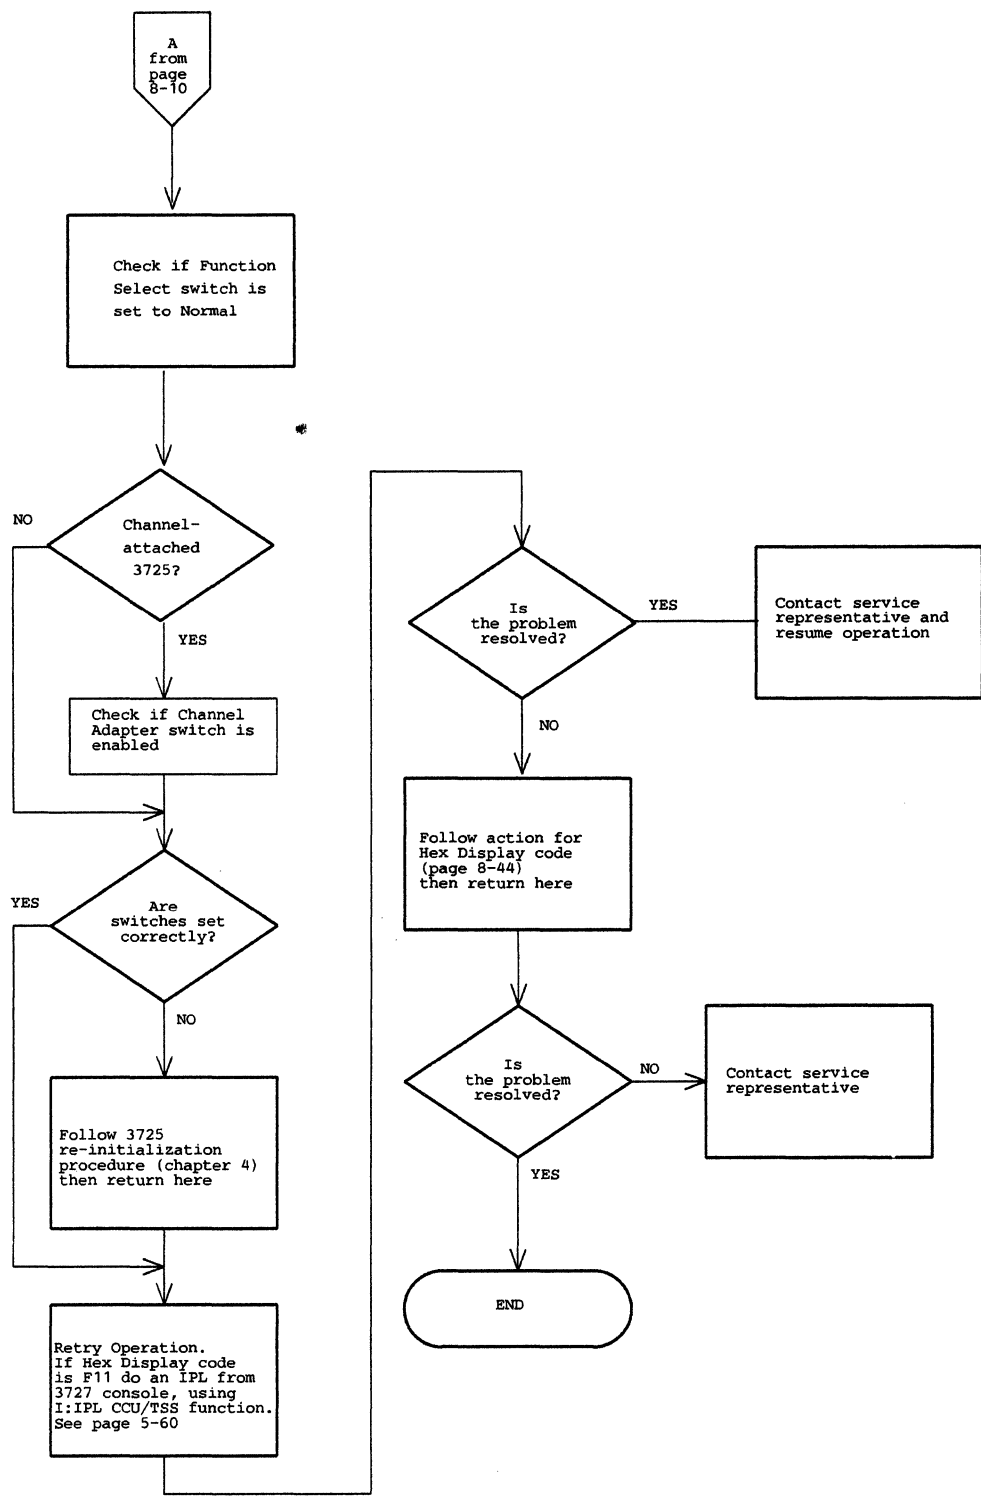 A
from
page
8-10
Check if Function
Select switch is
set to Normal
NO
Channel-
attached
3725?
YES
Check if Channel
Adapter switch is
enabled
YES
Are
switches set
correctly?
NO
Follow 3725
re-initialization
procedure (chapter 4)
then return here
Retry Operation.
If Hex Display code
is F11 do an IPL from
3727 console, using
I:IPL CCU/TSS function.
See page 5-60
Is
the problem
resolved?
YES
Contact service
representative and
resume operation
NO
Follow action for
Hex Display code
(page 8-44)
then return here
Is
the problem
resolved?
NO
Contact service
representative
YES
END